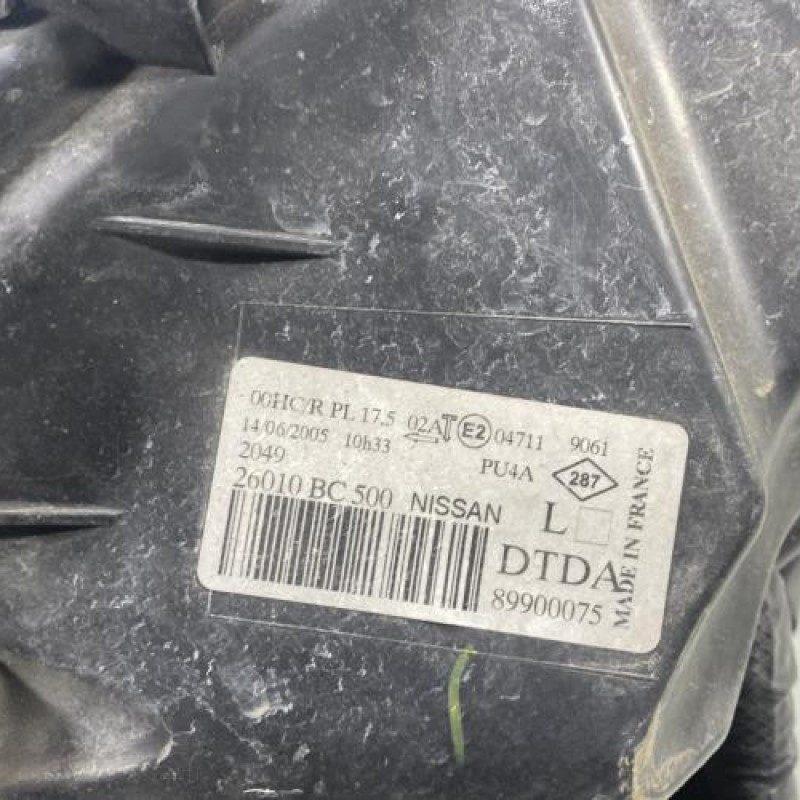 00HC/R PL 17,5 02A E2 04711 9061
14/06/2005 10h33
2049 PU4A 287
26010 BC 500 NISSAN L
DTDA
89900075
MADE IN FRANCE